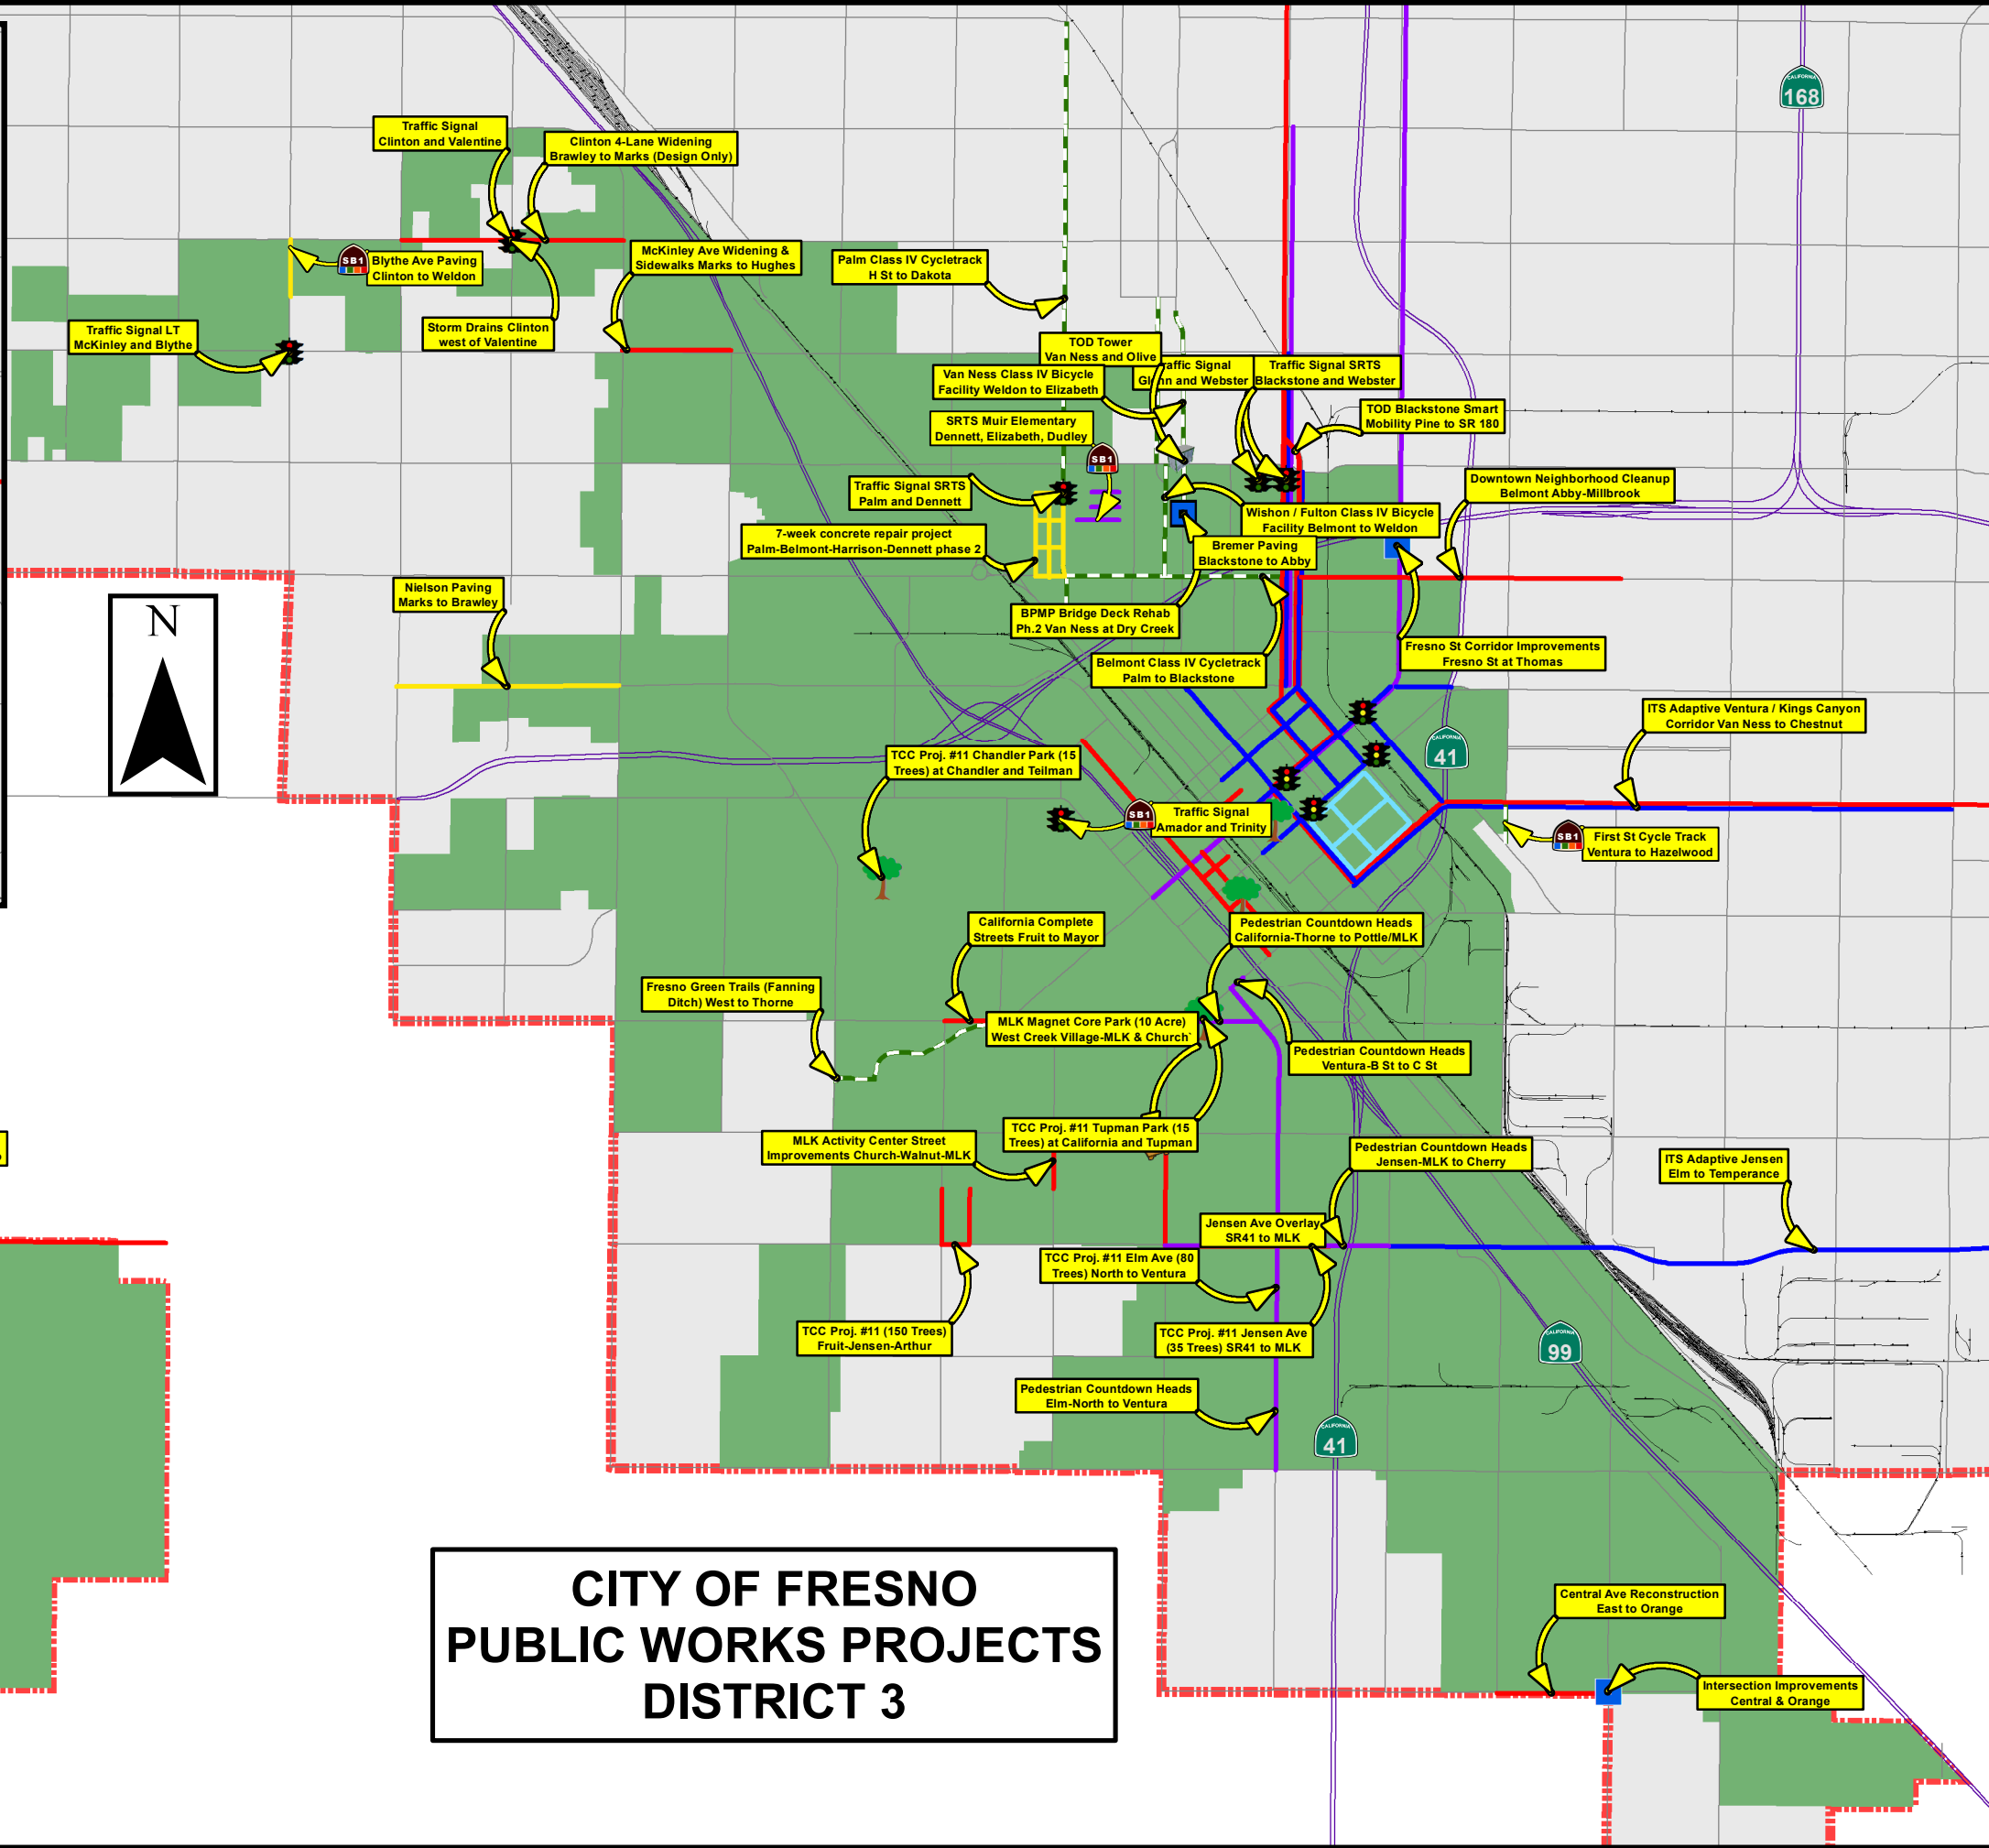 CALIFORNIA
168
Traffic Signal
Clinton and Valentine
Clinton 4-Lane Widening
Brawley to Marks (Design Only)
SB1
Blythe Ave Paving
Clinton to Weldon
McKinley Ave Widening &
Sidewalks Marks to Hughes
Palm Class IV Cycletrack
H St to Dakota
Traffic Signal LT
McKinley and Blythe
Storm Drains Clinton
west of Valentine
TOD Tower
Van Ness and Olive
Van Ness Class IV Bicycle
Facility Weldon to Elizabeth
Signal
and Webster
Traffic Signal SRTS
Blackstone and Webster
TOD Blackstone Smart
Mobility Pine to SR 180
SRTS Muir Elementary
Dennett, Elizabeth, Dudley
SB1
Traffic Signal SRTS
Palm and Dennett
Downtown Neighborhood Cleanup
Belmont Abby-Millbrook
Wishon / Fulton Class IV Bicycle
Facility Belmont to Weldon
7-week concrete repair project
Palm-Belmont-Harrison-Dennett phase 2
Bremer Paving
Blackstone to Abby
Nielson Paving
Marks to Brawley
N
BPMP Bridge Deck Rehab
Ph.2 Van Ness at Dry Creek
Belmont Class IV Cycletrack
Palm to Blackstone
Fresno St Corridor Improvements
Fresno St at Thomas
ITS Adaptive Ventura / Kings Canyon
Corridor Van Ness to Chestnut
CALIFORNIA
41
TCC Proj. #11 Chandler Park (15
Trees) at Chandler and Teilman
SB1
Traffic Signal
Amador and Trinity
SB1
First St Cycle Track
Ventura to Hazelwood
California Complete
Streets Fruit to Mayor
Pedestrian Countdown Heads
California-Thorne to Pottle/MLK
Fresno Green Trails (Fanning
Ditch) West to Thorne
MLK Magnet Core Park (10 Acre)
West Creek Village-MLK & Church`
Pedestrian Countdown Heads
Ventura-B St to C St
TCC Proj. #11 Tupman Park (15
Trees) at California and Tupman
MLK Activity Center Street
Improvements Church-Walnut-MLK
Pedestrian Countdown Heads
Jensen-MLK to Cherry
ITS Adaptive Jensen
Elm to Temperance
Jensen Ave Overlay
SR41 to MLK
TCC Proj. #11 Elm Ave (80
Trees) North to Ventura
TCC Proj. #11 (150 Trees)
Fruit-Jensen-Arthur
TCC Proj. #11 Jensen Ave
(35 Trees) SR41 to MLK
CALIFORNIA
99
Pedestrian Countdown Heads
Elm-North to Ventura
CALIFORNIA
41
CITY OF FRESNO
PUBLIC WORKS PROJECTS
DISTRICT 3
Central Ave Reconstruction
East to Orange
Intersection Improvements
Central & Orange